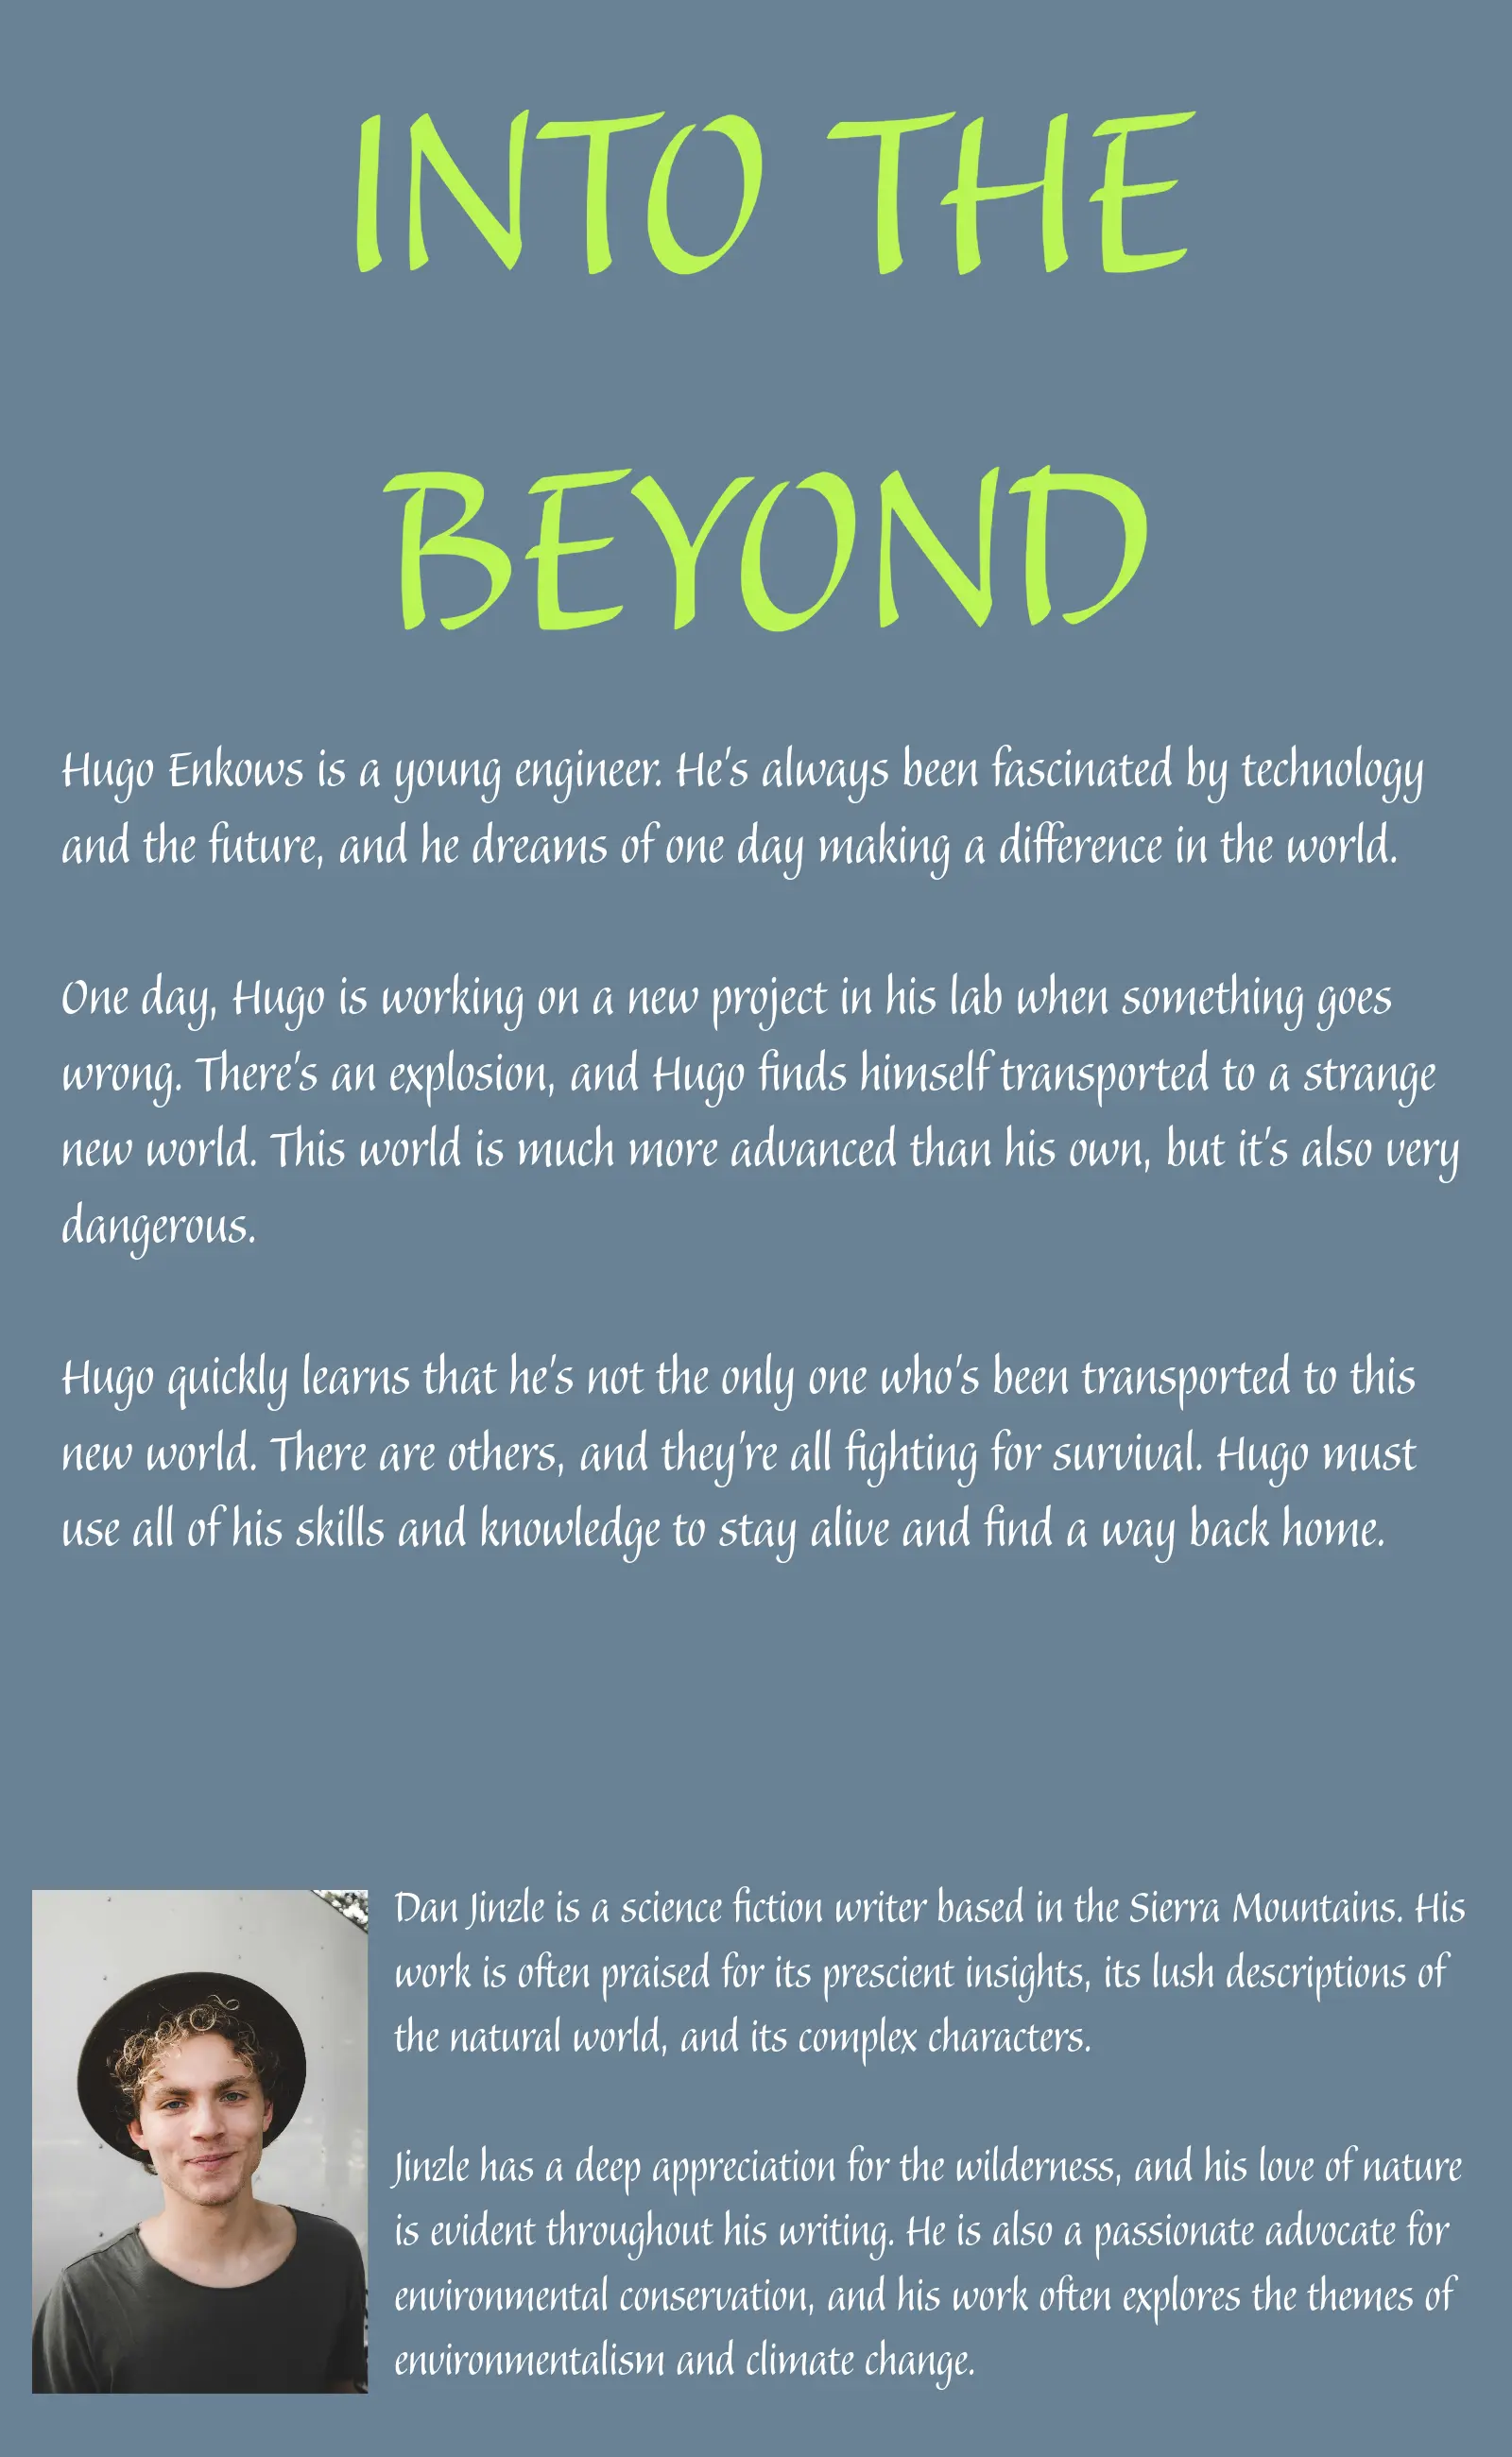 INTO THE
BEYOND
Hugo Enkows is a young engineer. He's always been fascinated by technology
and the future, and he dreams of one day making a difference in the world.
One day, Hugo is working on a new project in his lab when something goes
wrong. There's an explosion, and Hugo finds himself transported to a strange
new world. This world is much more advanced than his own, but it's also very
dangerous.
Hugo quickly learns that he's not the only one who's been transported to this
new world. There are others, and they're all fighting for survival. Hugo must
use all of his skills and knowledge to stay alive and find a way back home.
Dan Jinzle is a science fiction writer based in the Sierra Mountains. His
work is often praised for its prescient insights, its lush descriptions of
the natural world, and its complex characters.
Jinzle has a deep appreciation for the wilderness, and his love of nature
is evident throughout his writing. He is also a passionate advocate for
environmental conservation, and his work often explores the themes of
environmentalism and climate change.